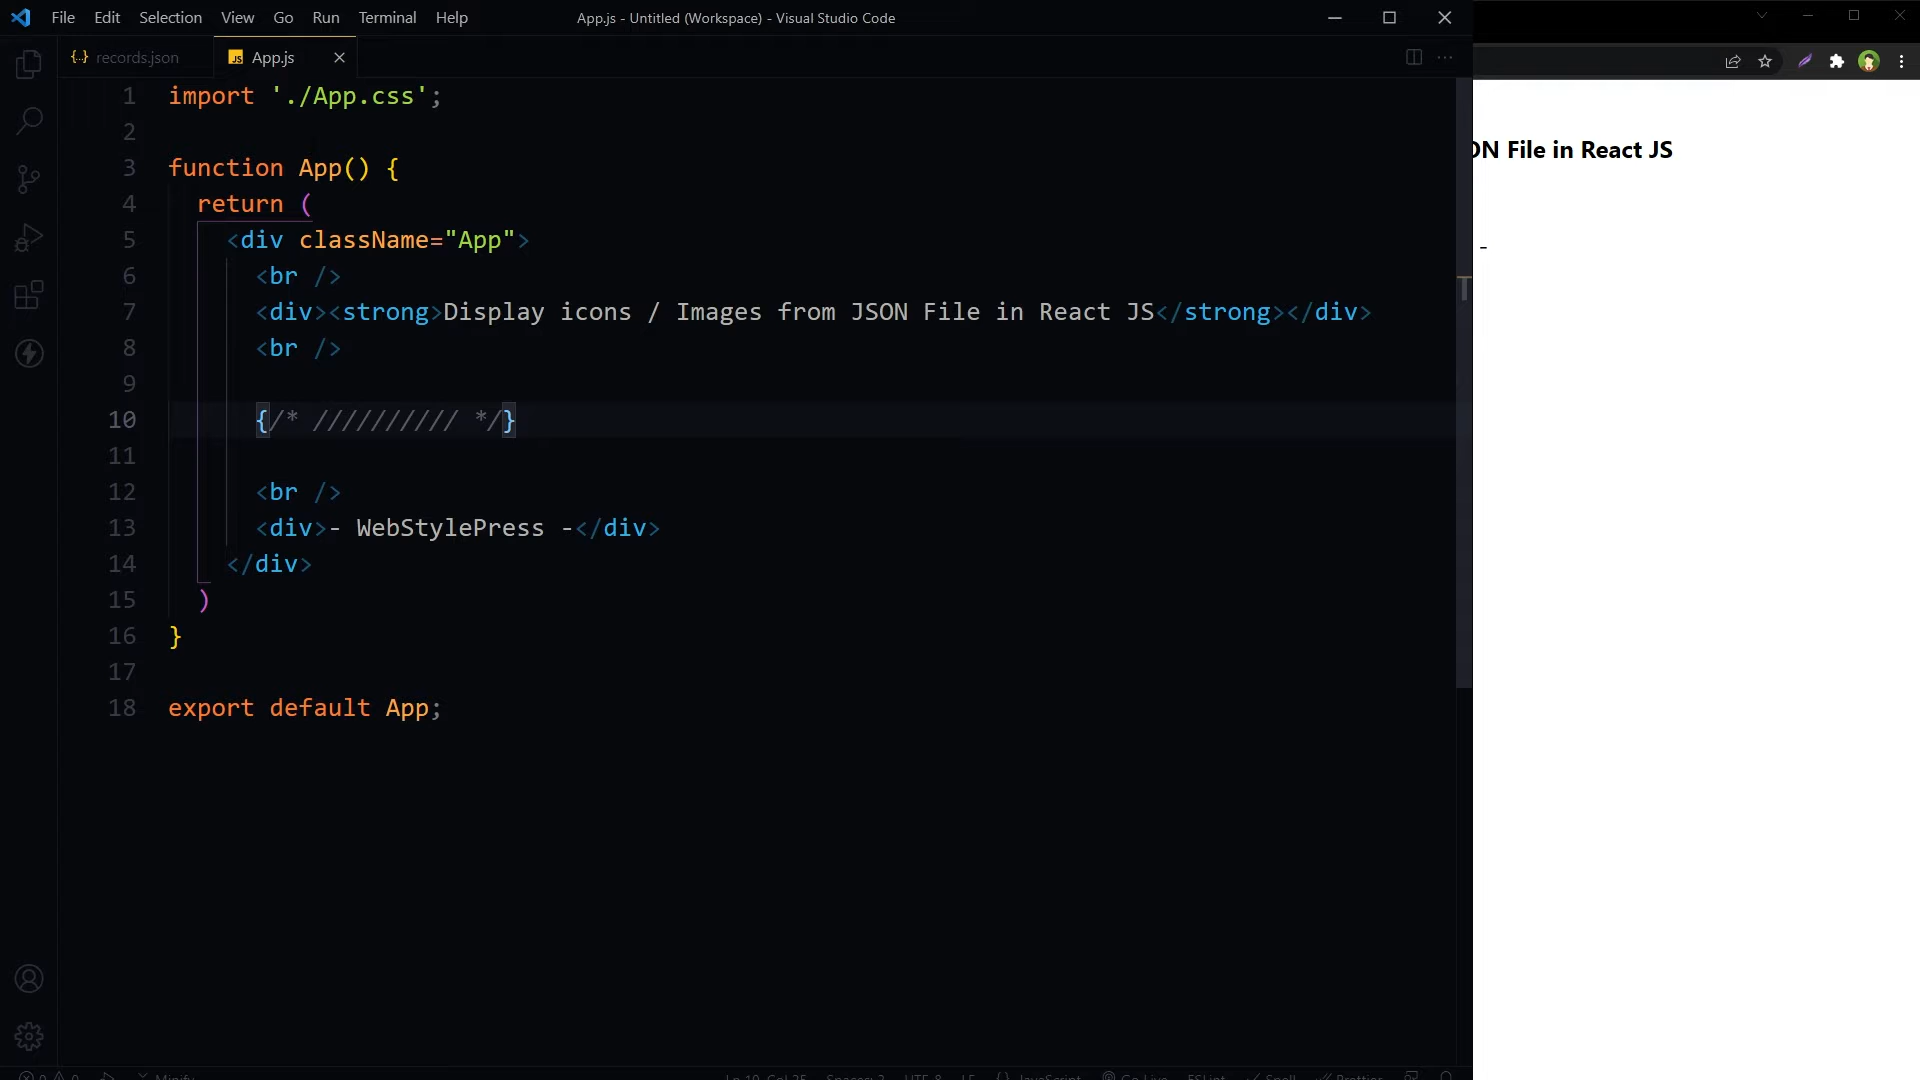 File Edit Selection View Go Run Terminal Help
App.js - Untitled (Workspace) - Visual Studio Code
{..} records.json
JS App.js
1 import './App.css';
2
3 function App() {
4 return (
5 <div className="App">
6 <br />
7 <div><strong>Display icons / Images from JSON File in React JS</strong></div>
8 <br />
9
10 {/* ////////// */}
11
12 <br />
13 <div>- WebStylePress -</div>
14 </div>
15 )
16 }
17
18 export default App;
ON File in React JS
-